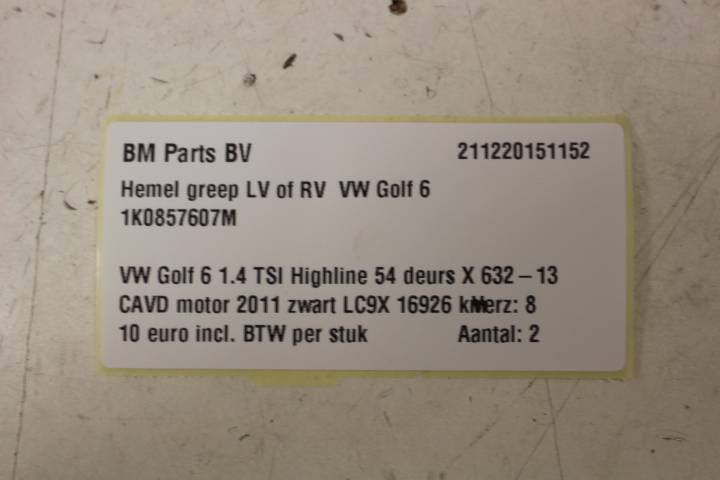 BM Parts BV 211220151152
Hemel greep LV of RV VW Golf 6
1K0857607M
VW Golf 6 1.4 TSI Highline 54 deurs X 632 – 13
CAVD motor 2011 zwart LC9X 16926 km Verz: 8
10 euro incl. BTW per stuk Aantal: 2